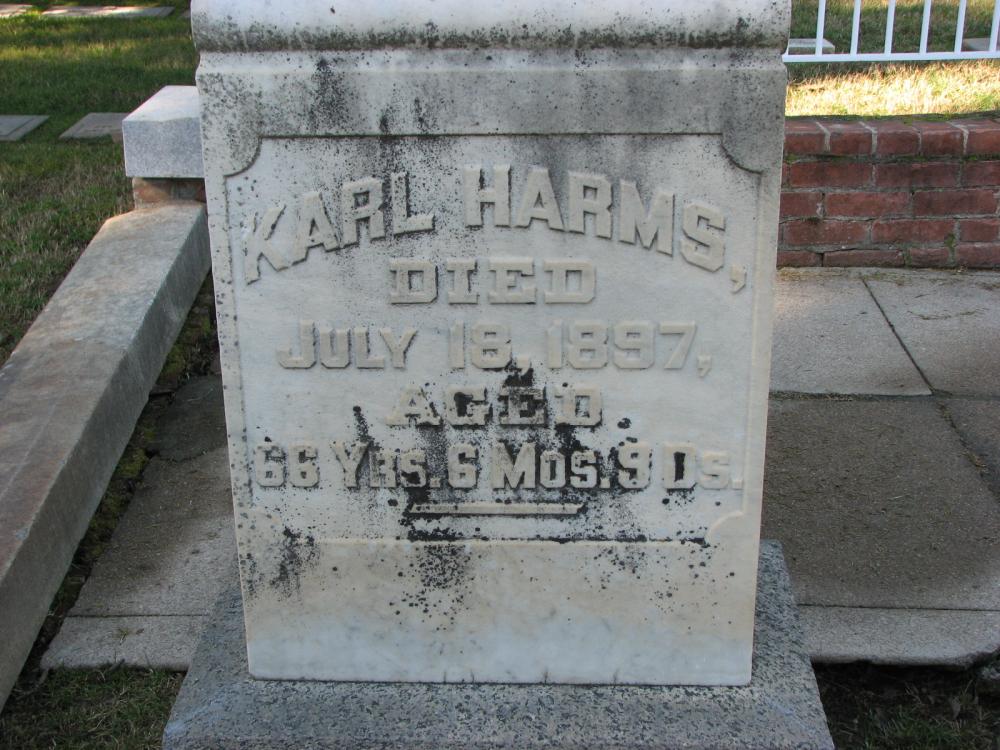 KARL HARMS,
DIED
JULY 18, 1897,
AGED
66 YRS. 6 MOS. 9 DS.